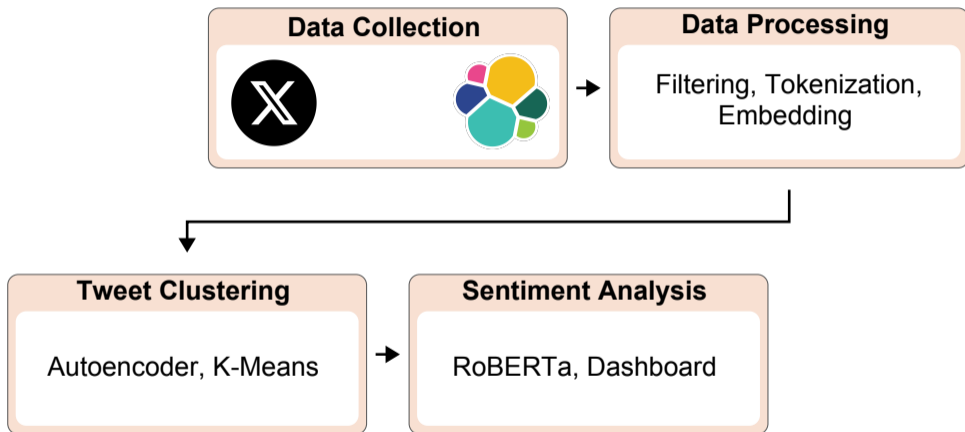 Data Collection
Data Processing
Filtering, Tokenization,
Embedding
Tweet Clustering
Autoencoder, K-Means
Sentiment Analysis
RoBERTa, Dashboard